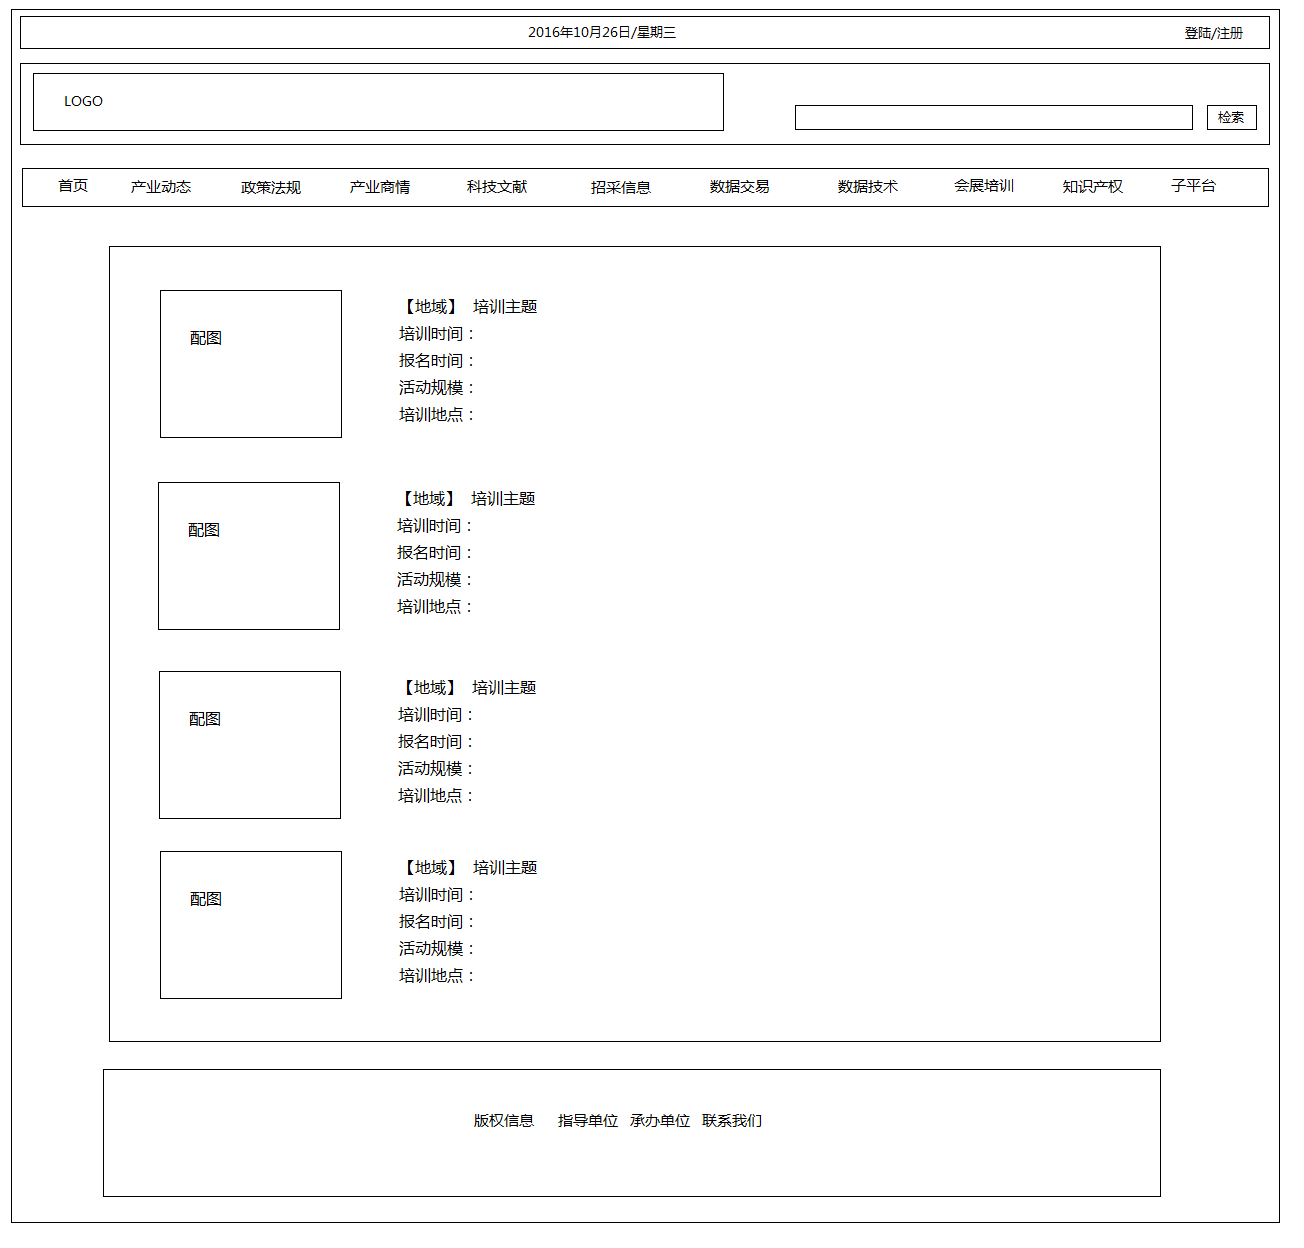 2016年10月26日/星期三 登陆/注册
LOGO
检索
首页 产业动态 政策法规 产业商情 科技文献 招采信息 数据交易 数据技术 会展培训 知识产权 子平台
配图
【地域】 培训主题
培训时间：
报名时间：
活动规模：
培训地点：
配图
【地域】 培训主题
培训时间：
报名时间：
活动规模：
培训地点：
配图
【地域】 培训主题
培训时间：
报名时间：
活动规模：
培训地点：
配图
【地域】 培训主题
培训时间：
报名时间：
活动规模：
培训地点：
版权信息 指导单位 承办单位 联系我们